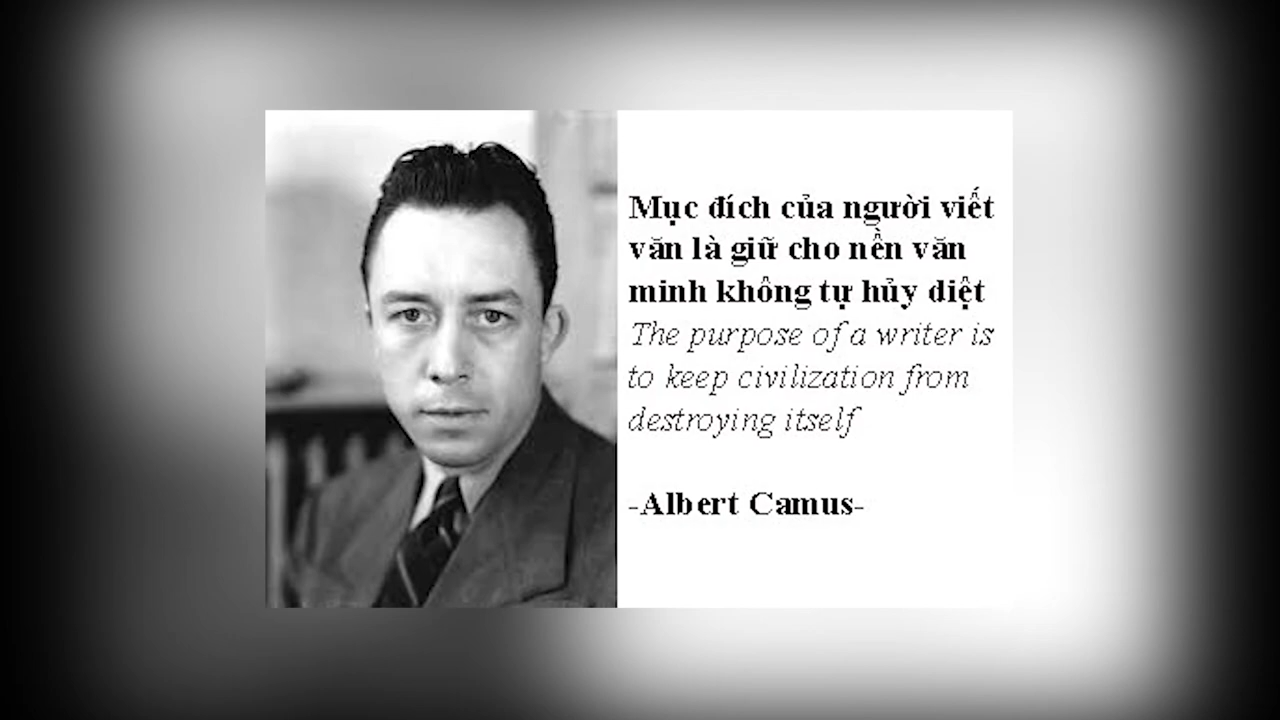 Mục đích của người viết
văn là giữ cho nền văn
minh không tự hủy diệt
The purpose of a writer is
to keep civilization from
destroying itself
-Albert Camus-